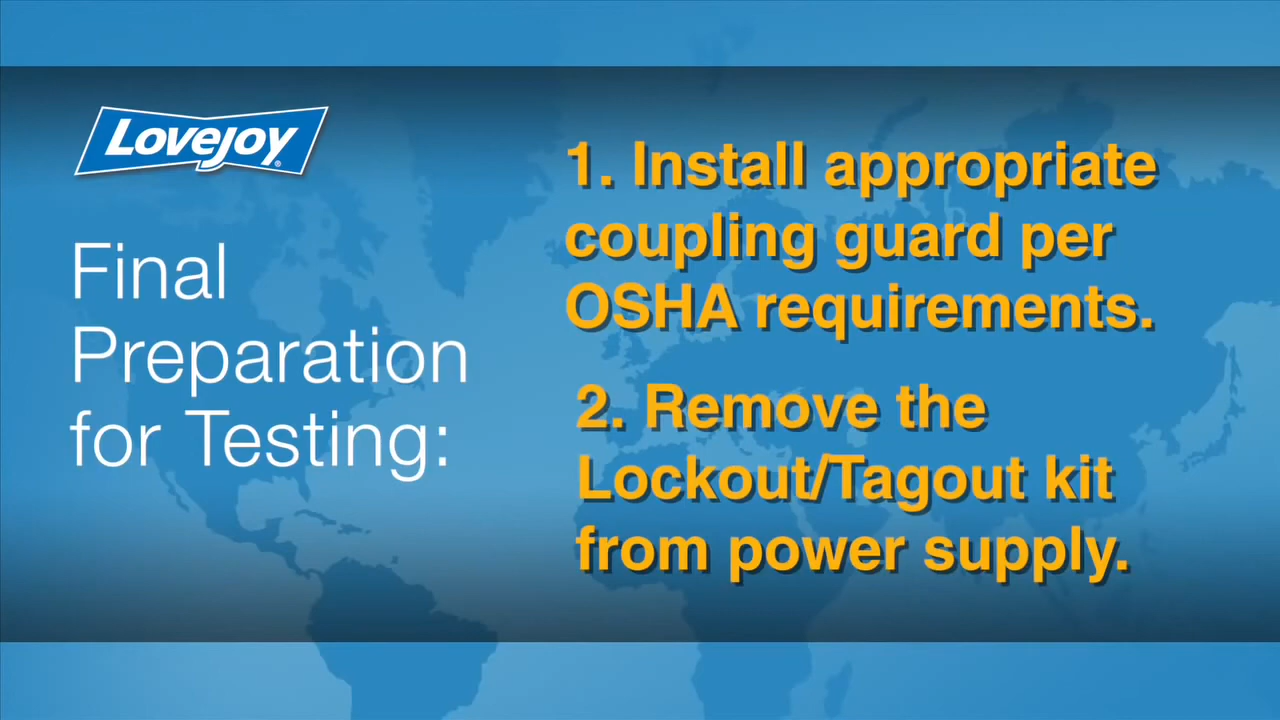 Lovejoy®
Final
Preparation
for Testing:
1. Install appropriate
coupling guard per
OSHA requirements.
2. Remove the
Lockout/Tagout kit
from power supply.